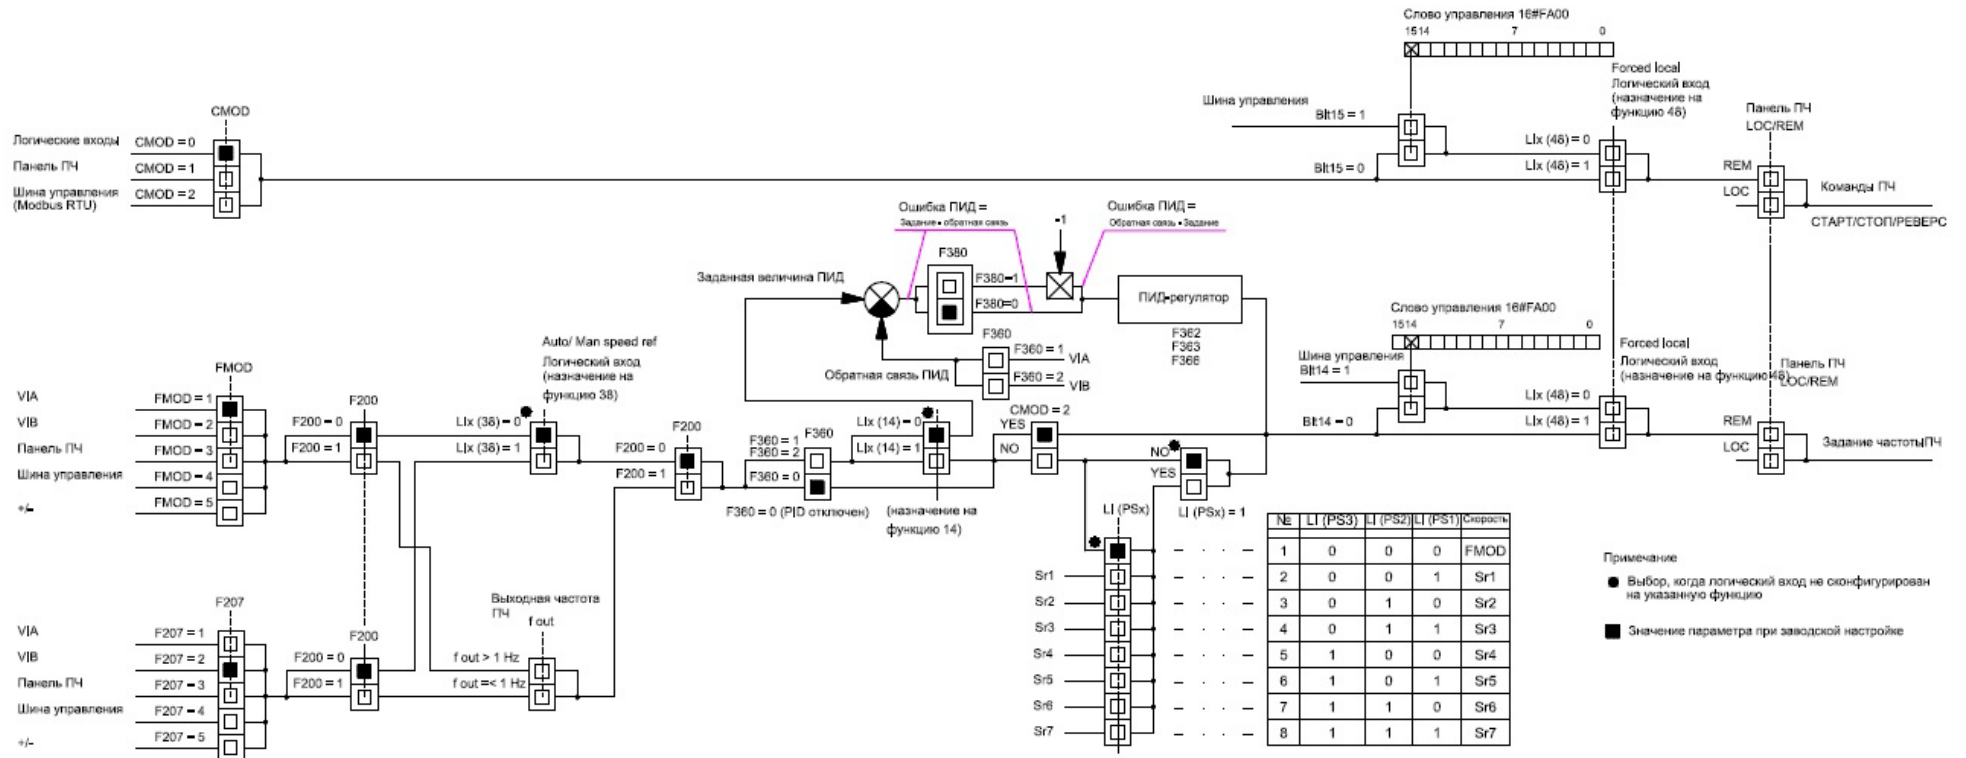 Слово управления 16#FA00
1514 7 0
Forced local
Логический вход
(назначение на
функцию 48)
Шина управления
Bit15 = 1
Bit15 = 0
LIx (48) = 0
LIx (48) = 1
Панель ПЧ
LOC/REM
REM
LOC
Команды ПЧ
СТАРТ/СТОП/РЕВЕРС
CMOD
Логические входы CMOD = 0
Панель ПЧ CMOD = 1
Шина управления CMOD = 2
(Modbus RTU)
Ошибка ПИД =
Задание - обратная связь
-1
Ошибка ПИД =
Обратная связь - Задание
F380
F380=1
F380=0
Заданная величина ПИД
ПИД-регулятор
F362
F363
F366
F360
F360 = 1 VIA
F360 = 2 VIB
Обратная связь ПИД
Слово управления 16#FA00
1514 7 0
Forced local
Логический вход
(назначение на функцию 48)
Шина управления
Bit14 = 1
Bit14 = 0
LIx (48) = 0
LIx (48) = 1
Панель ПЧ
LOC/REM
REM
LOC
Задание частотыПЧ
FMOD
VIA FMOD = 1
VIB FMOD = 2
Панель ПЧ FMOD = 3
Шина управления FMOD = 4
+/- FMOD = 5
F200
F200 = 0
F200 = 1
Auto/ Man speed ref
Логический вход
(назначение на
функцию 38)
LIx (38) = 0
LIx (38) = 1
F200
F200 = 0
F200 = 1
F360
F360 = 1
F360 = 2
F360 = 0
F360 = 0 (PID отключен)
LIx (14) = 0
LIx (14) = 1
(назначение на
функцию 14)
CMOD = 2
YES
NO
NO
YES
LI (PSx) = 1
LI (PSx)
Sr1
Sr2
Sr3
Sr4
Sr5
Sr6
Sr7
F207
VIA F207 = 1
VIB F207 = 2
Панель ПЧ F207 = 3
Шина управления F207 = 4
+/- F207 = 5
F200
F200 = 0
F200 = 1
Выходная частота
ПЧ
f out
f out > 1 Hz
f out =< 1 Hz
№ LI (PS3) LI (PS2) LI (PS1) Скорость
1 0 0 0 FMOD
2 0 0 1 Sr1
3 0 1 0 Sr2
4 0 1 1 Sr3
5 1 0 0 Sr4
6 1 0 1 Sr5
7 1 1 0 Sr6
8 1 1 1 Sr7
Примечание
Выбор, когда логический вход не сконфигурирован
на указанную функцию
Значение параметра при заводской настройке